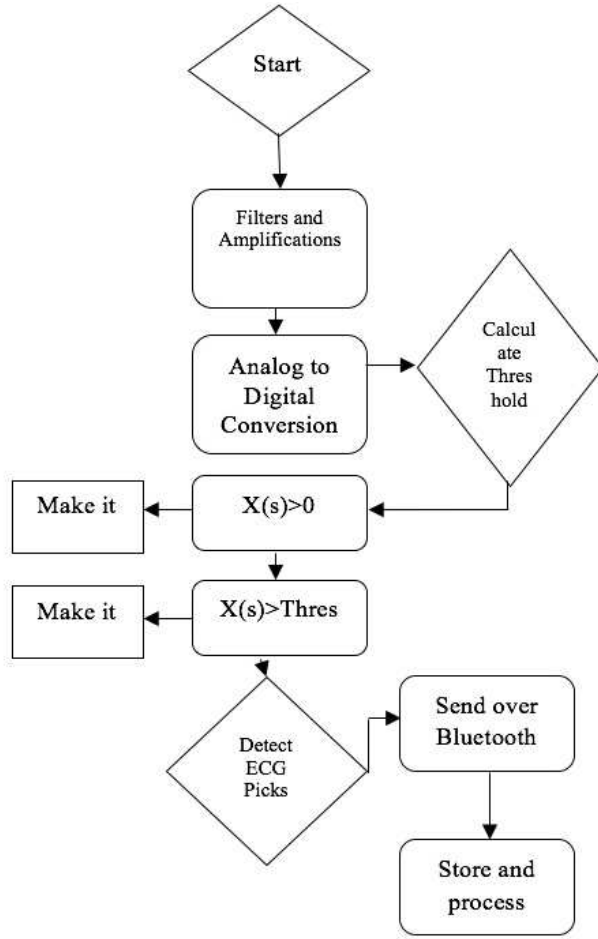 Start
Filters and
Amplifications
Analog to
Digital
Conversion
Calcul
ate
Thres
hold
Make it
X(s)>0
Make it
X(s)>Thres
Detect
ECG
Picks
Send over
Bluetooth
Store and
process